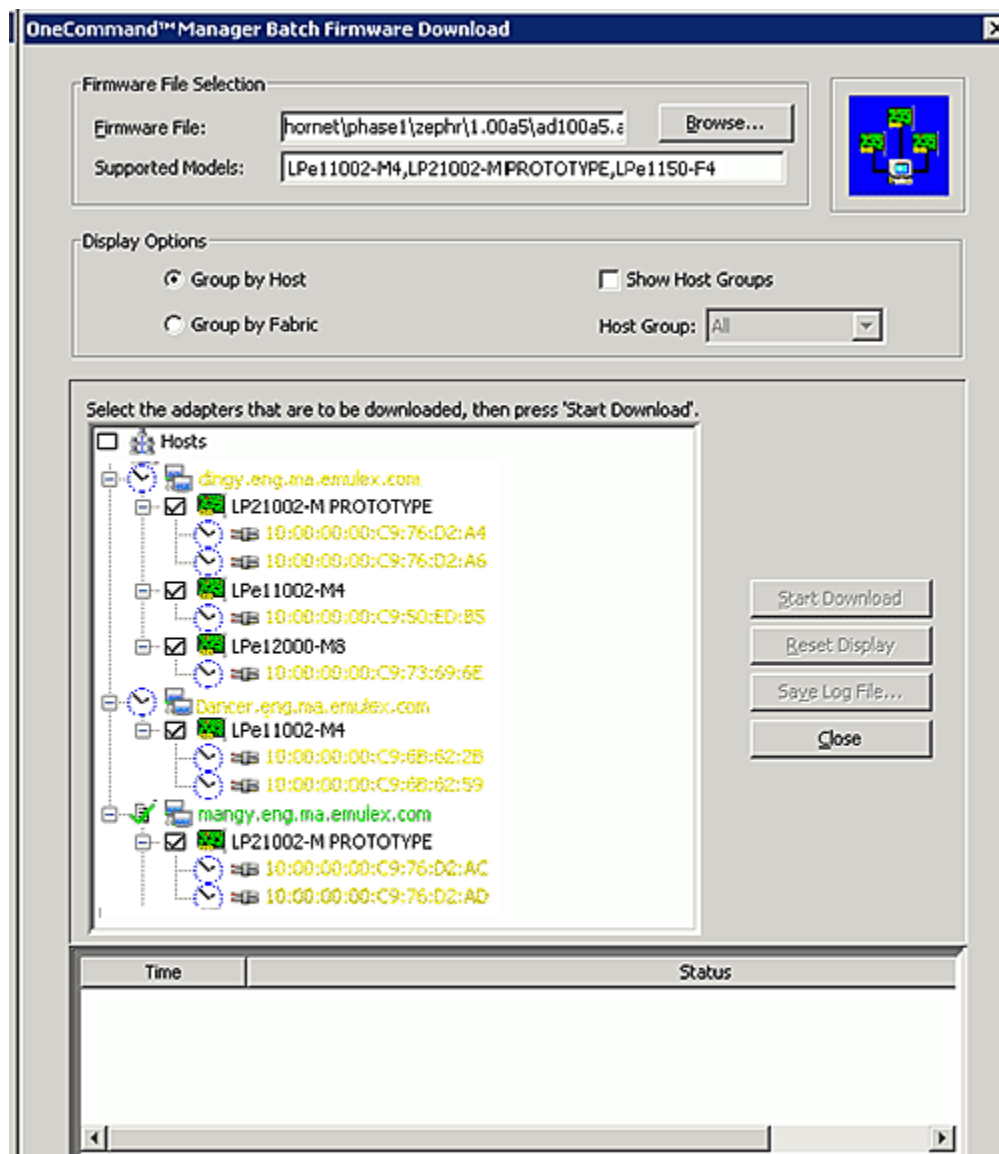 OneCommand™Manager Batch Firmware Download
Firmware File Selection
Firmware File: hornet\phase1\zephr\1.00a5\ad100a5.a Browse...
Supported Models: LPe11002-M4,LP21002-M PROTOTYPE,LPe1150-F4
Display Options
Group by Host Show Host Groups
Group by Fabric Host Group: All
Select the adapters that are to be downloaded, then press 'Start Download'.
Hosts
dingy.eng.ma.emulex.com
LP21002-M PROTOTYPE
10:00:00:00:C9:76:D2:A4
10:00:00:00:C9:76:D2:A6
LPe11002-M4
10:00:00:00:C9:50:ED:B5
LPe12000-M8
10:00:00:00:C9:73:69:6E
Dancer.eng.ma.emulex.com
LPe11002-M4
10:00:00:00:C9:6B:62:2B
10:00:00:00:C9:6B:62:59
mangy.eng.ma.emulex.com
LP21002-M PROTOTYPE
10:00:00:00:C9:76:D2:AC
10:00:00:00:C9:76:D2:AD
Start Download
Reset Display
Save Log File...
Close
Time Status